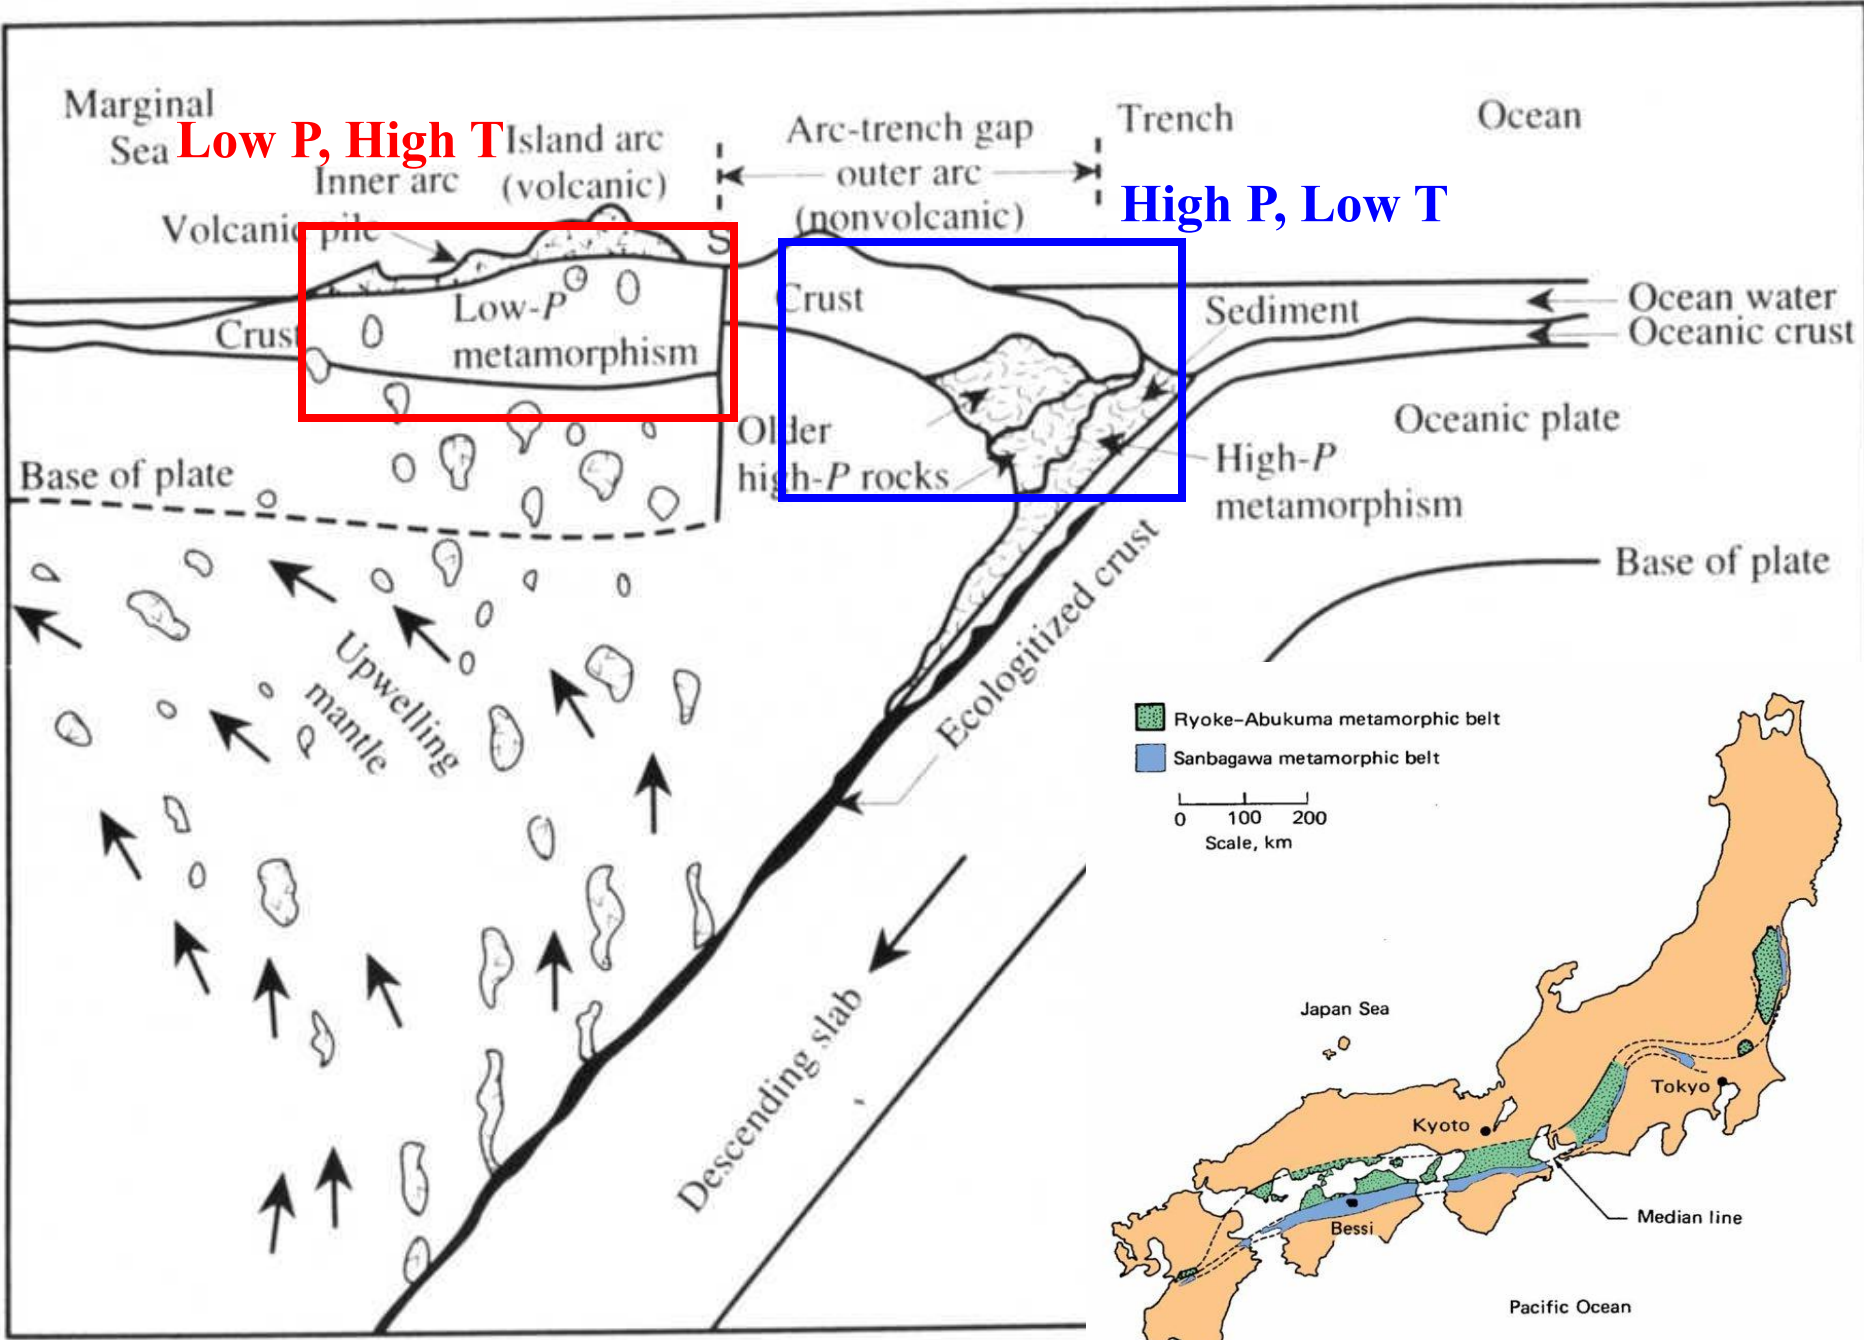 Marginal
Sea
Low P, High T
Inner arc
Island arc
(volcanic)
Arc-trench gap
outer arc
(nonvolcanic)
Trench
Ocean
High P, Low T
Volcanic pile
S
Low-P
metamorphism
Crust
Crust
Sediment
Ocean water
Oceanic crust
Oceanic plate
Older
high-P rocks
High-P
metamorphism
Base of plate
Base of plate
Upwelling
mantle
Ecologitized crust
Descending slab
Ryoke-Abukuma metamorphic belt
Sanbagawa metamorphic belt
0 100 200
Scale, km
Japan Sea
Tokyo
Kyoto
Bessi
Median line
Pacific Ocean